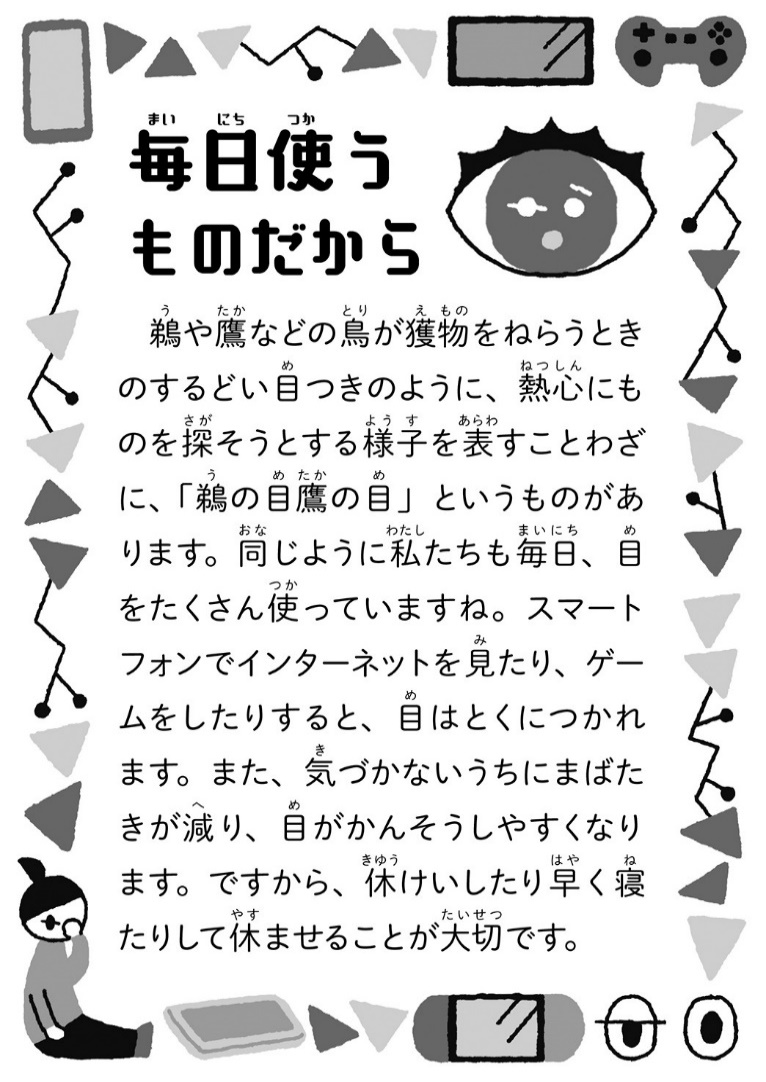 毎日使う
ものだから
鵜や鷹などの鳥が獲物をねらうとき
のするどい目つきのように、熱心にも
のを探そうとする様子を表すことわざ
に、「鵜の目鷹の目」というものがあ
ります。同じように私たちも毎日、目
をたくさん使っていますね。スマート
フォンでインターネットを見たり、ゲー
ムをしたりすると、目はとくにつかれ
ます。また、気づかないうちにまばた
きが減り、目がかんそうしやすくなり
ます。ですから、休けいしたり早く寝
たりして休ませることが大切です。